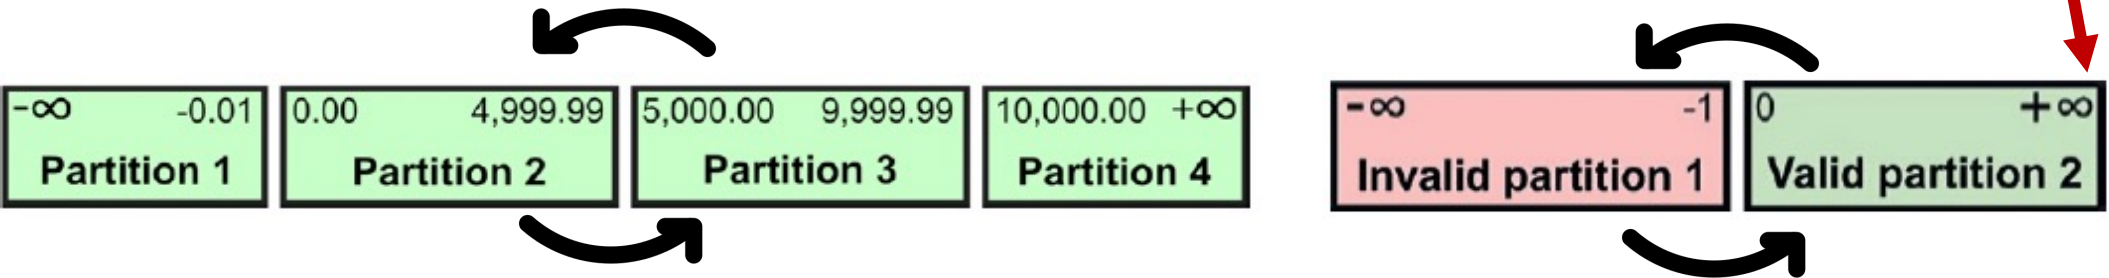 -∞ -0.01
Partition 1
0.00 4,999.99
Partition 2
5,000.00 9,999.99
Partition 3
10,000.00 +∞
Partition 4
-∞ -1
Invalid partition 1
0 +∞
Valid partition 2